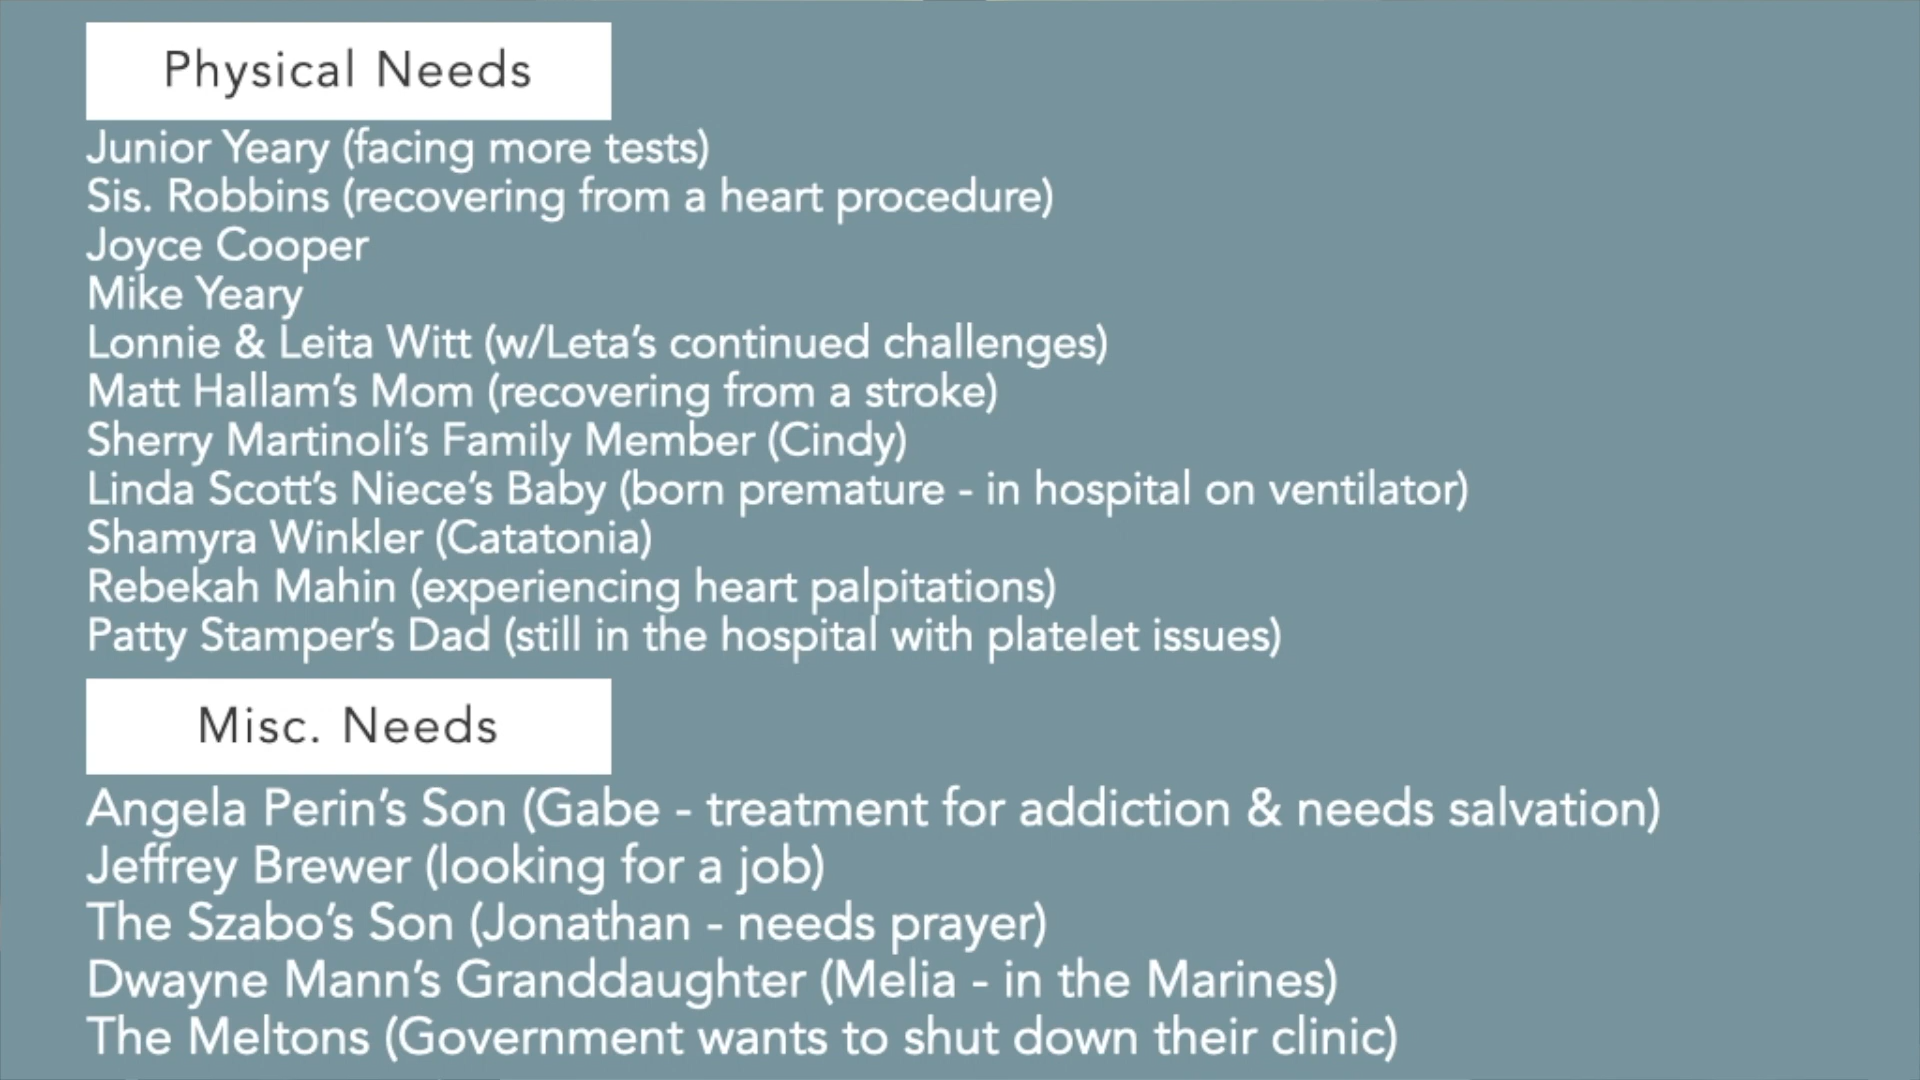 Physical Needs
Junior Yeary (facing more tests)
Sis. Robbins (recovering from a heart procedure)
Joyce Cooper
Mike Yeary
Lonnie & Leita Witt (w/Leta’s continued challenges)
Matt Hallam’s Mom (recovering from a stroke)
Sherry Martinoli’s Family Member (Cindy)
Linda Scott’s Niece’s Baby (born premature - in hospital on ventilator)
Shamyra Winkler (Catatonia)
Rebekah Mahin (experiencing heart palpitations)
Patty Stamper’s Dad (still in the hospital with platelet issues)
Misc. Needs
Angela Perin’s Son (Gabe - treatment for addiction & needs salvation)
Jeffrey Brewer (looking for a job)
The Szabo’s Son (Jonathan - needs prayer)
Dwayne Mann’s Granddaughter (Melia - in the Marines)
The Meltons (Government wants to shut down their clinic)